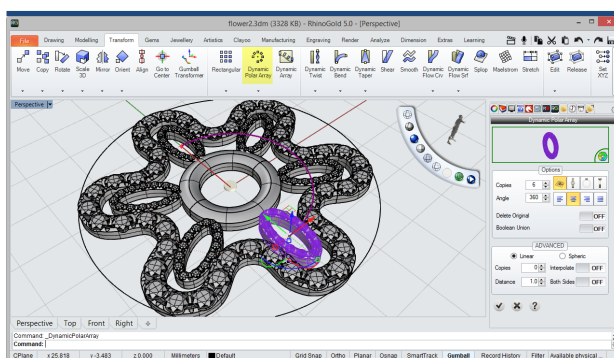 flower2.3dm (3328 KB) - RhinoGold 5.0 - [Perspective]
File Drawing Modelling Transform Gems Jewellery Artistics Clayoo Manufacturing Engraving Render Analyze Dimension Extras Learning
Move Copy Rotate Scale 3D Mirror Orient Align Go to Center Gumball Transformer Rectangular Dynamic Polar Array Dynamic Array Dynamic Twist Dynamic Bend Dynamic Taper Shear Smooth Dynamic Flow Crv Dynamic Flow Srf Splop Maelstrom Stretch Edit Release Set XYZ
Perspective
Dynamic Polar Array
Options
Copies 6
Angle 360
Delete Original OFF
Boolean Union OFF
ADVANCED
Linear Spheric
Copies 0 Interpolate OFF
Distance 1.0 Both Sides OFF
Perspective Top Front Right
Command: _DynamicPolarArray
Command:
CPlane x 25.818 y -3.483 z 0.000 Millimeters Default Grid Snap Ortho Planar Osnap SmartTrack Gumball Record History Filter Available physical ...